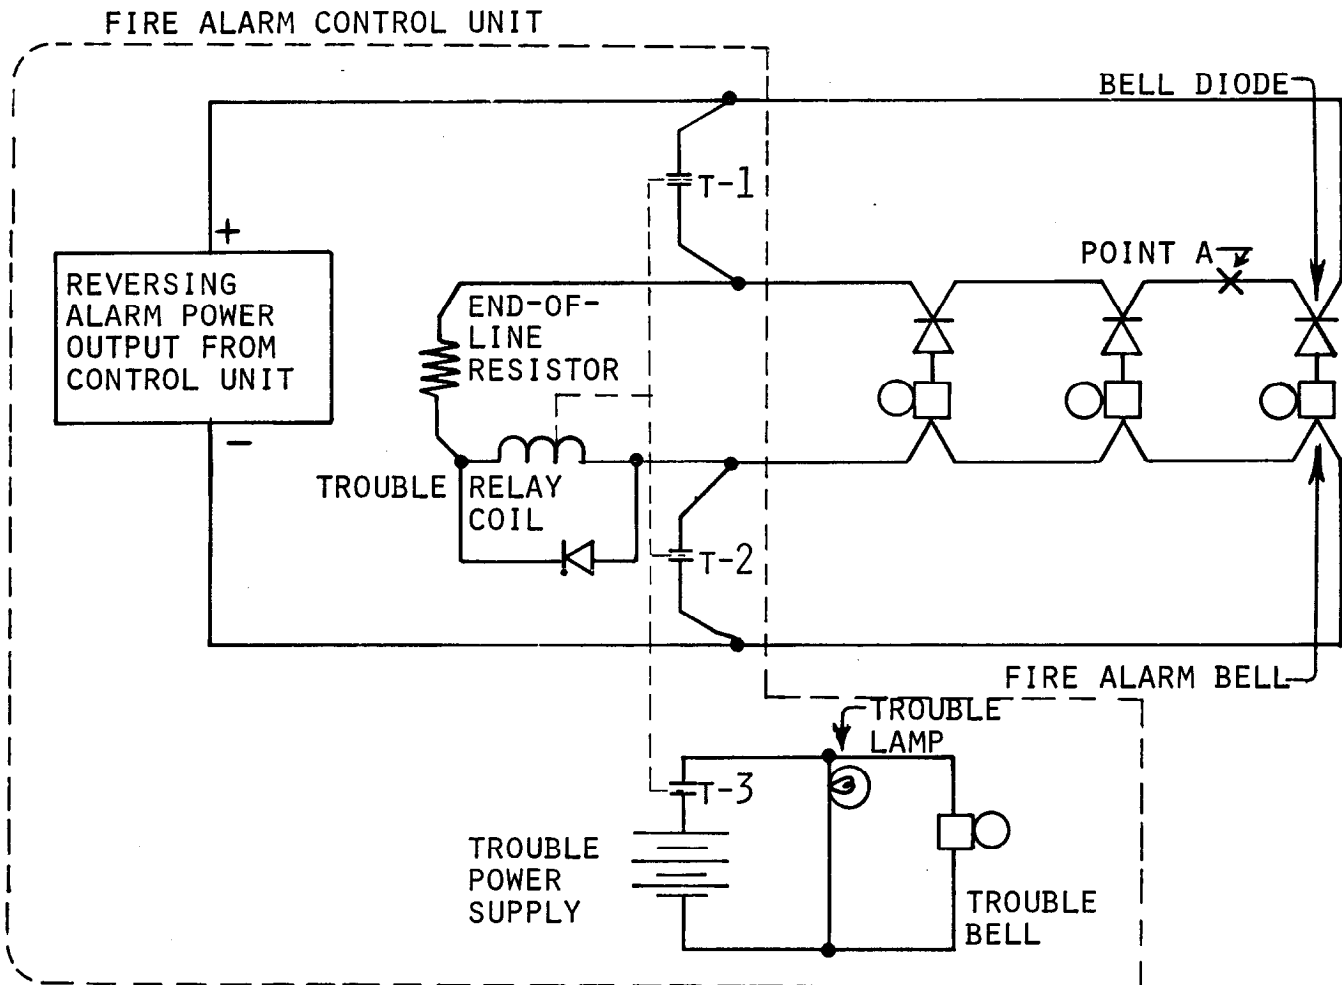 FIRE ALARM CONTROL UNIT
BELL DIODE
T-1
+
POINT A
REVERSING
ALARM POWER
OUTPUT FROM
CONTROL UNIT
END-OF-
LINE
RESISTOR
−
TROUBLE RELAY
COIL
T-2
FIRE ALARM BELL
TROUBLE
LAMP
T-3
TROUBLE
POWER
SUPPLY
TROUBLE
BELL